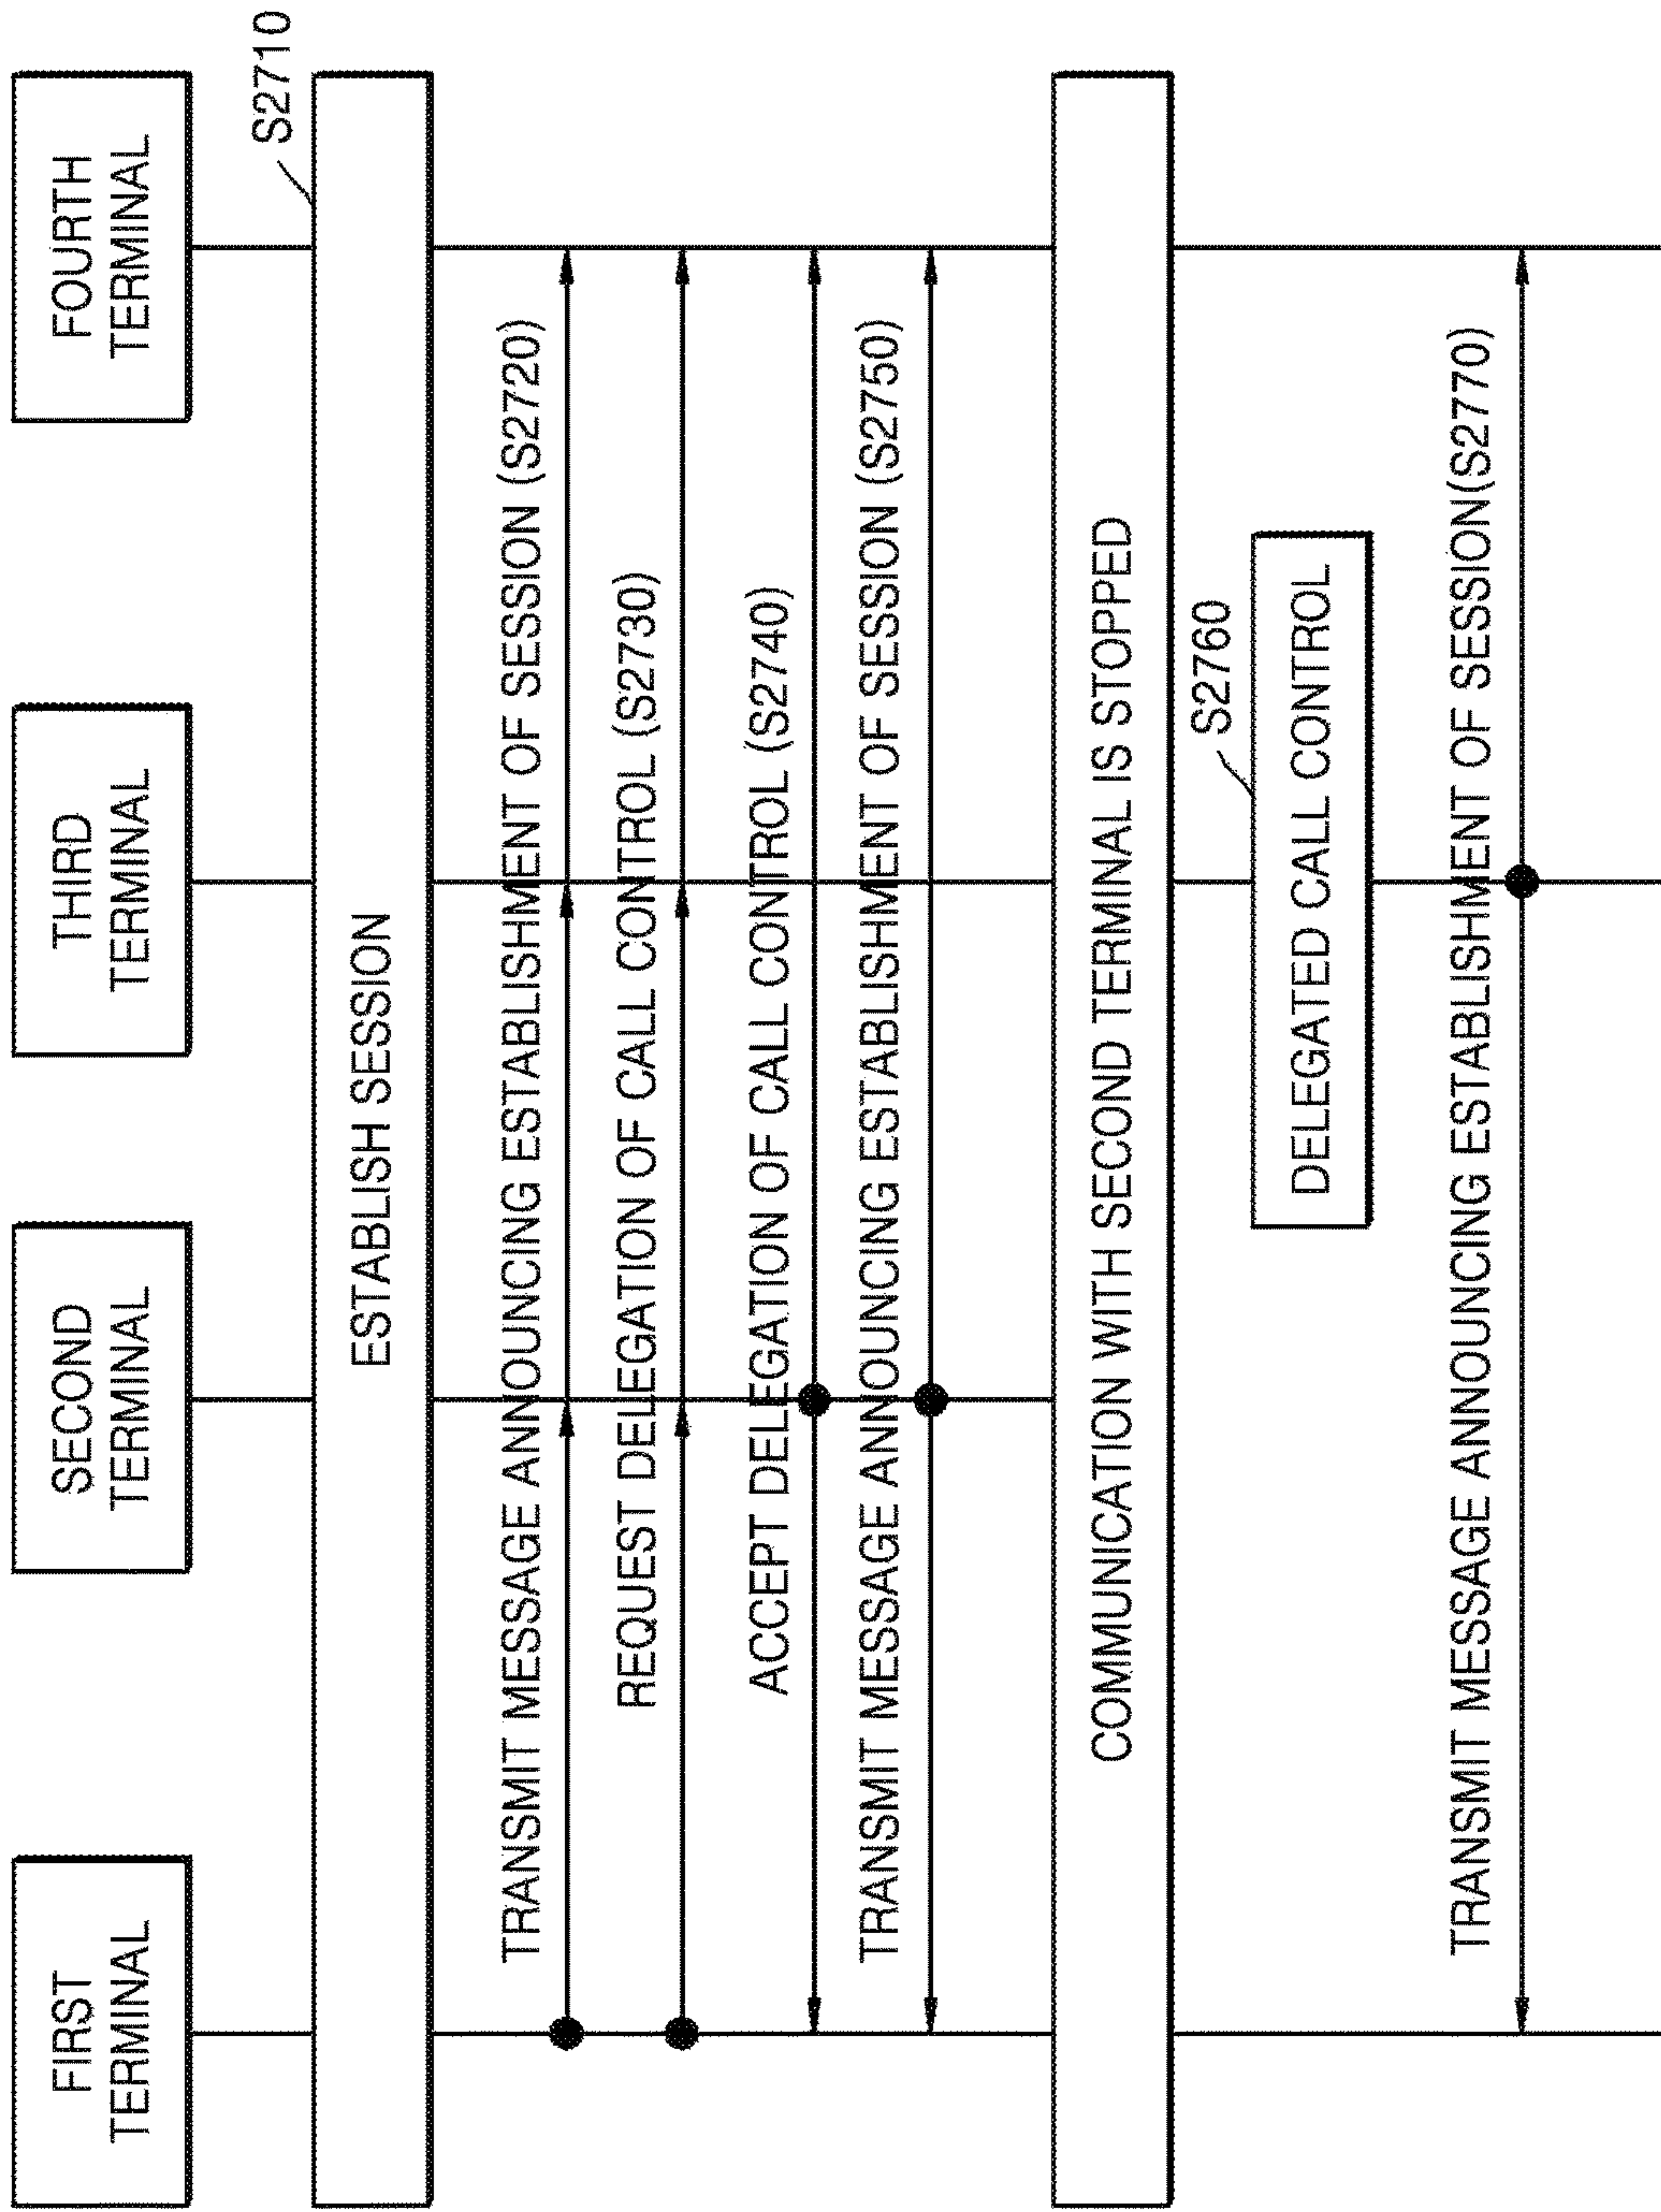 FIRST
TERMINAL
SECOND
TERMINAL
THIRD
TERMINAL
FOURTH
TERMINAL
S2710
ESTABLISH SESSION
TRANSMIT MESSAGE ANNOUNCING ESTABLISHMENT OF SESSION (S2720)
REQUEST DELEGATION OF CALL CONTROL (S2730)
ACCEPT DELEGATION OF CALL CONTROL (S2740)
TRANSMIT MESSAGE ANNOUNCING ESTABLISHMENT OF SESSION (S2750)
COMMUNICATION WITH SECOND TERMINAL IS STOPPED
S2760
DELEGATED CALL CONTROL
TRANSMIT MESSAGE ANNOUNCING ESTABLISHMENT OF SESSION(S2770)